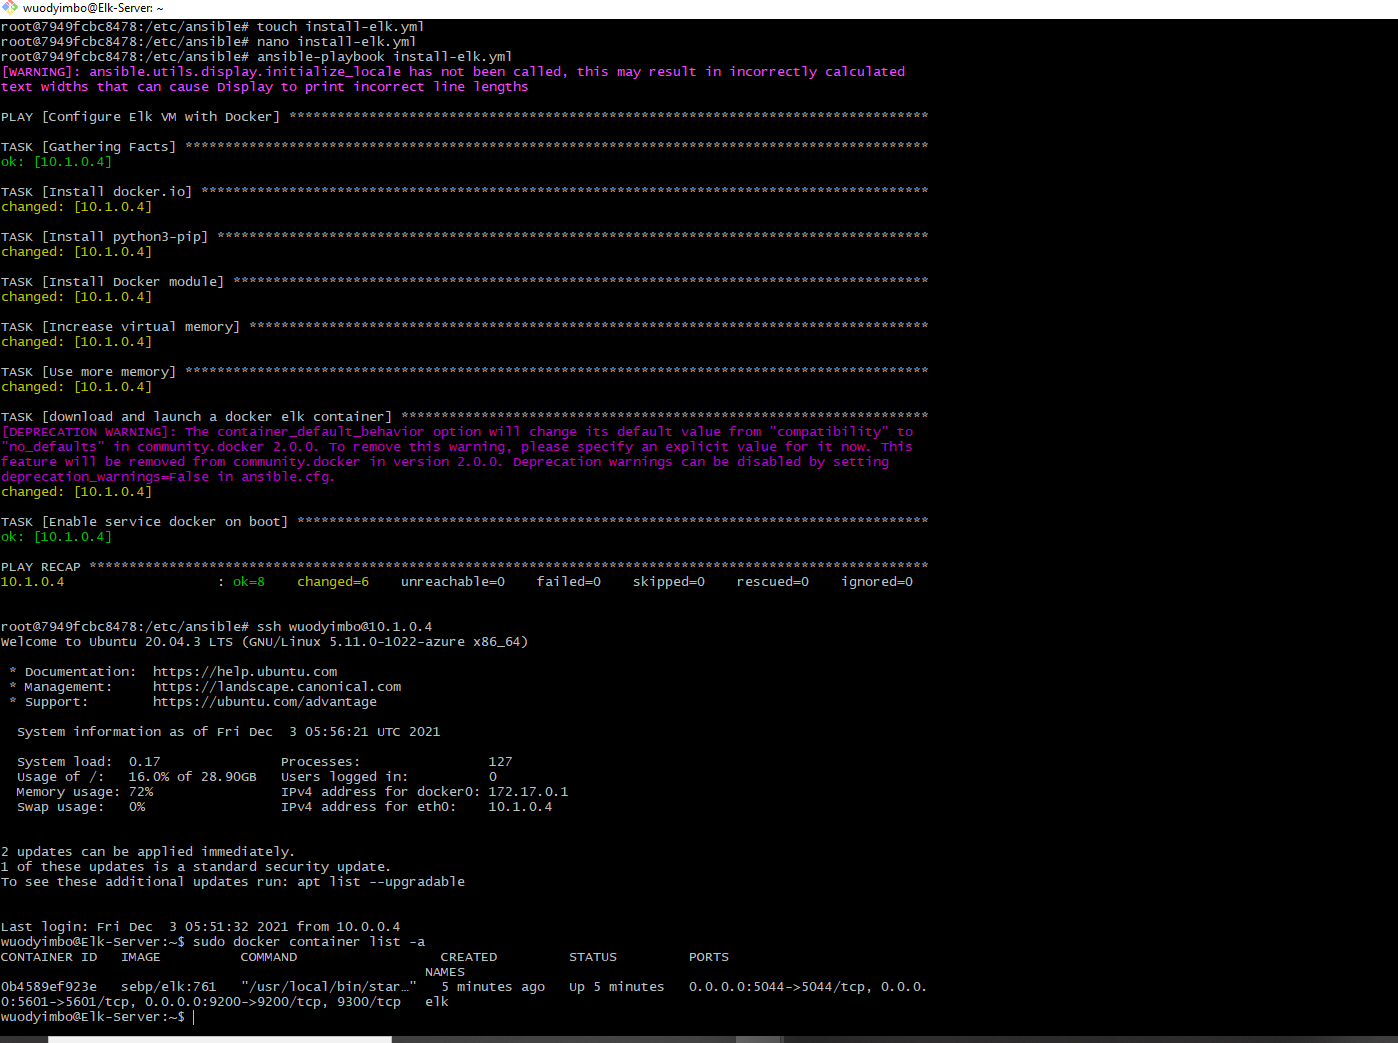 wuodyimbo@Elk-Server: ~
root@7949fcbc8478:/etc/ansible# touch install-elk.yml
root@7949fcbc8478:/etc/ansible# nano install-elk.yml
root@7949fcbc8478:/etc/ansible# ansible-playbook install-elk.yml
[WARNING]: ansible.utils.display.initialize_locale has not been called, this may result in incorrectly calculated
text widths that can cause Display to print incorrect line lengths
PLAY [Configure Elk VM with Docker] ********************************************************************************
TASK [Gathering Facts] *********************************************************************************************
ok: [10.1.0.4]
TASK [Install docker.io] *******************************************************************************************
changed: [10.1.0.4]
TASK [Install python3-pip] *****************************************************************************************
changed: [10.1.0.4]
TASK [Install Docker module] ***************************************************************************************
changed: [10.1.0.4]
TASK [Increase virtual memory] *************************************************************************************
changed: [10.1.0.4]
TASK [Use more memory] *********************************************************************************************
changed: [10.1.0.4]
TASK [download and launch a docker elk container] ******************************************************************
[DEPRECATION WARNING]: The container_default_behavior option will change its default value from "compatibility" to
"no_defaults" in community.docker 2.0.0. To remove this warning, please specify an explicit value for it now. This
feature will be removed from community.docker in version 2.0.0. Deprecation warnings can be disabled by setting
deprecation_warnings=False in ansible.cfg.
changed: [10.1.0.4]
TASK [Enable service docker on boot] *******************************************************************************
ok: [10.1.0.4]
PLAY RECAP *********************************************************************************************************
10.1.0.4                   : ok=8    changed=6    unreachable=0    failed=0    skipped=0    rescued=0    ignored=0
root@7949fcbc8478:/etc/ansible# ssh wuodyimbo@10.1.0.4
Welcome to Ubuntu 20.04.3 LTS (GNU/Linux 5.11.0-1022-azure x86_64)
 * Documentation:  https://help.ubuntu.com
 * Management:     https://landscape.canonical.com
 * Support:        https://ubuntu.com/advantage
  System information as of Fri Dec  3 05:56:21 UTC 2021
  System load:  0.17               Processes:                127
  Usage of /:   16.0% of 28.90GB   Users logged in:          0
  Memory usage: 72%                IPv4 address for docker0: 172.17.0.1
  Swap usage:   0%                 IPv4 address for eth0:    10.1.0.4
2 updates can be applied immediately.
1 of these updates is a standard security update.
To see these additional updates run: apt list --upgradable
Last login: Fri Dec  3 05:51:32 2021 from 10.0.0.4
wuodyimbo@Elk-Server:~$ sudo docker container list -a
CONTAINER ID   IMAGE          COMMAND                  CREATED         STATUS         PORTS
NAMES
0b4589ef923e   sebp/elk:761   "/usr/local/bin/star…"   5 minutes ago   Up 5 minutes   0.0.0.0:5044->5044/tcp, 0.0.0.
0:5601->5601/tcp, 0.0.0.0:9200->9200/tcp, 9300/tcp   elk
wuodyimbo@Elk-Server:~$